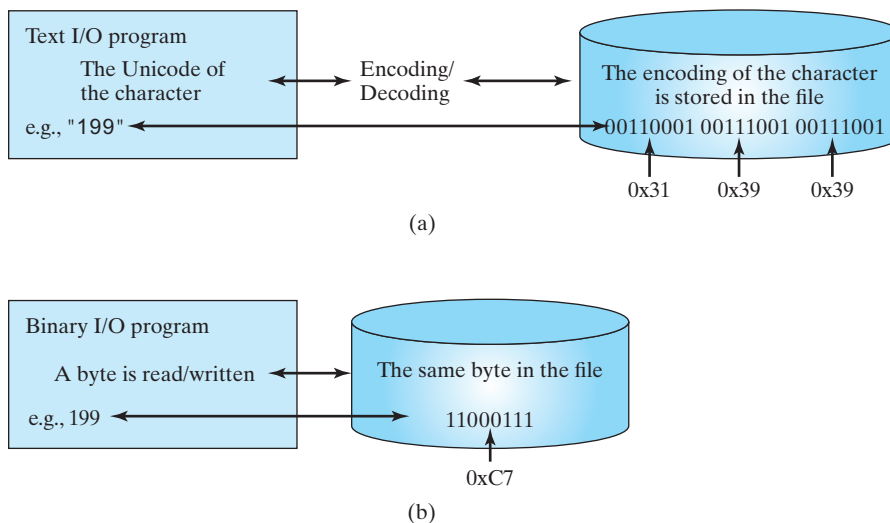 Text I/O program
The Unicode of
the character
e.g., "199"
Encoding/
Decoding
The encoding of the character
is stored in the file
00110001 00111001 00111001
0x31 0x39 0x39
(a)
Binary I/O program
A byte is read/written
e.g., 199
The same byte in the file
11000111
0xC7
(b)